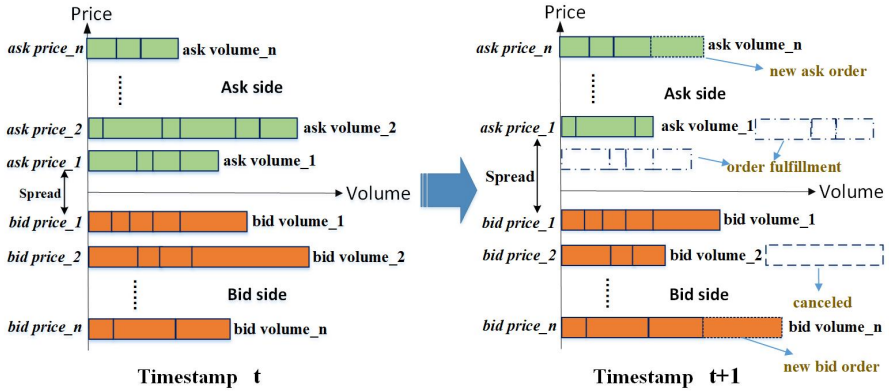 Price
ask price_n
ask volume_n
Ask side
ask price_2
ask volume_2
ask price_1
ask volume_1
Spread
Volume
bid price_1
bid volume_1
bid price_2
bid volume_2
Bid side
bid price_n
bid volume_n
Timestamp t
Price
ask price_n
ask volume_n
new ask order
Ask side
ask price_1
ask volume_1
order fulfillment
Spread
Volume
bid price_1
bid volume_1
bid price_2
bid volume_2
Bid side
canceled
bid price_n
bid volume_n
new bid order
Timestamp t+1